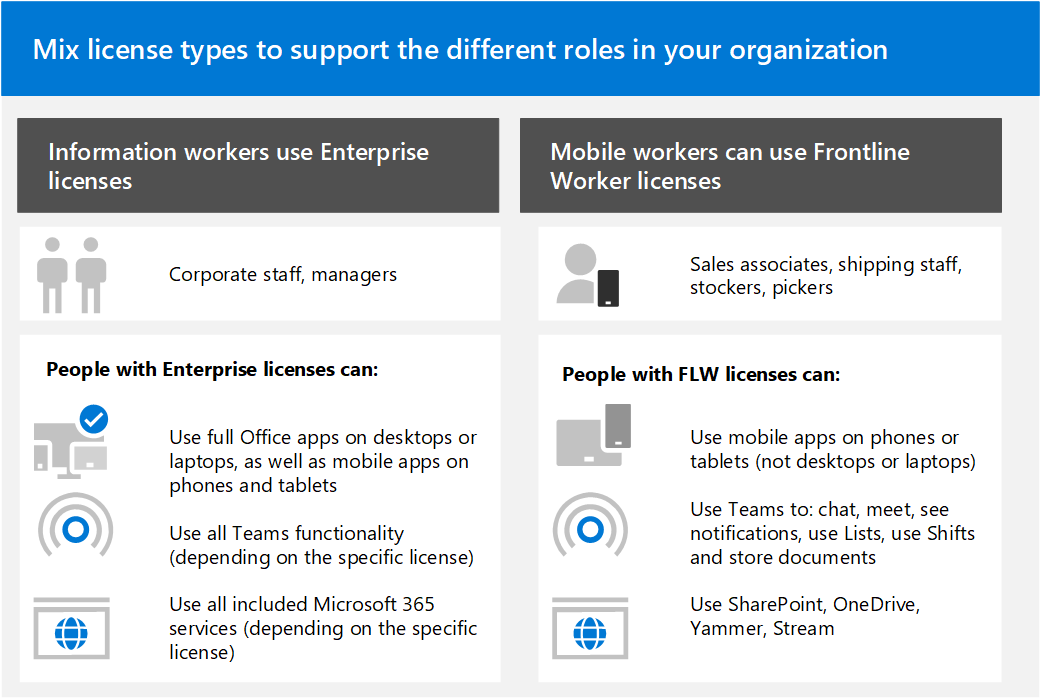 Mix license types to support the different roles in your organization
Information workers use Enterprise
licenses
Corporate staff, managers
People with Enterprise licenses can:
Use full Office apps on desktops or
laptops, as well as mobile apps on
phones and tablets
Use all Teams functionality
(depending on the specific license)
Use all included Microsoft 365
services (depending on the specific
license)
Mobile workers can use Frontline
Worker licenses
Sales associates, shipping staff,
stockers, pickers
People with FLW licenses can:
Use mobile apps on phones or
tablets (not desktops or laptops)
Use Teams to: chat, meet, see
notifications, use Lists, use Shifts
and store documents
Use SharePoint, OneDrive,
Yammer, Stream